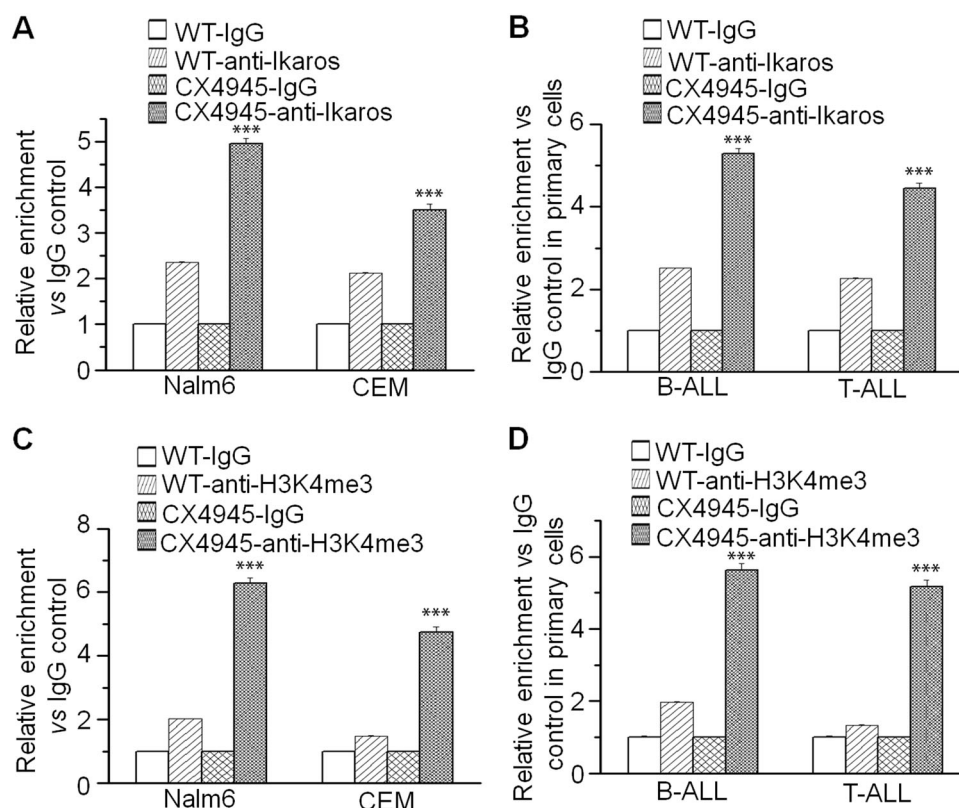 A
WT-IgG
WT-anti-Ikaros
CX4945-IgG
CX4945-anti-Ikaros
Relative enrichment
vs IgG control
5
4
3
2
1
0
***
***
Nalm6
CEM
B
WT-IgG
WT-anti-Ikaros
CX4945-IgG
CX4945-anti-Ikaros
Relative enrichment vs
IgG control in primary cells
6
4
2
0
***
***
B-ALL
T-ALL
C
WT-IgG
WT-anti-H3K4me3
CX4945-IgG
CX4945-anti-H3K4me3
Relative enrichment
vs IgG control
8
6
4
2
0
***
***
Nalm6
CEM
D
WT-IgG
WT-anti-H3K4me3
CX4945-IgG
CX4945-anti-H3K4me3
Relative enrichment vs IgG
control in primary cells
6
4
2
0
***
***
B-ALL
T-ALL